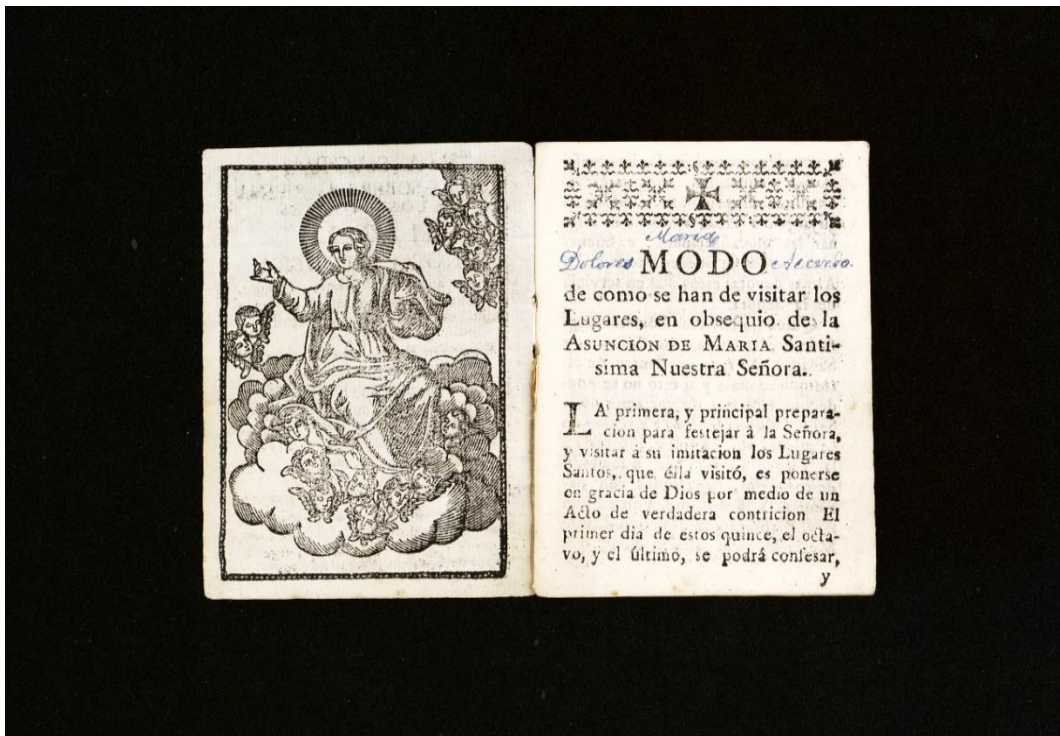 Maria
Dolores MODO Acevedo.
de como se han de visitar los
Lugares, en obsequio de la
ASUNCION DE MARIA Santi-
sima Nuestra Señora.
LA primera, y principal prepara-
cion para festejar à la Señora,
y visitar à su imitacion los Lugares
Santos, que élla visitó, es ponerse
en gracia de Dios por medio de un
Acto de verdadera contricion El
primer dia de estos quince, el octa-
vo, y el último, se podrá confesar,
y